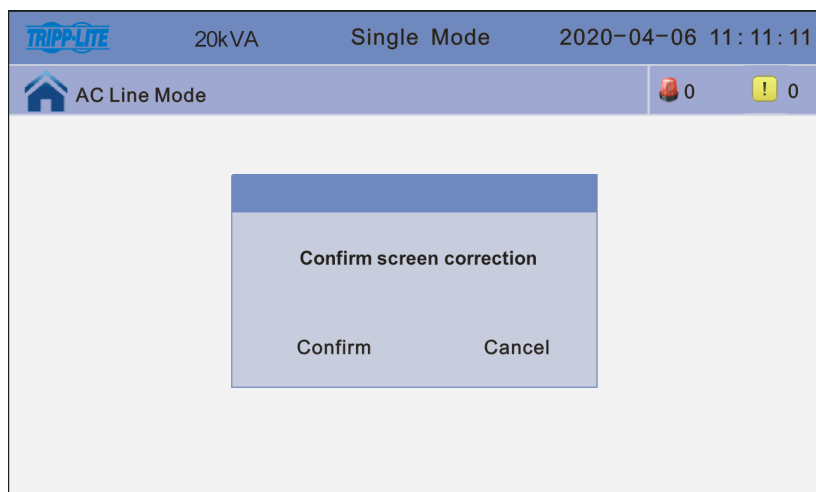 TRIPP-LITE 20kVA Single Mode 2020-04-06 11:11:11
AC Line Mode 0 ! 0
Confirm screen correction
Confirm Cancel